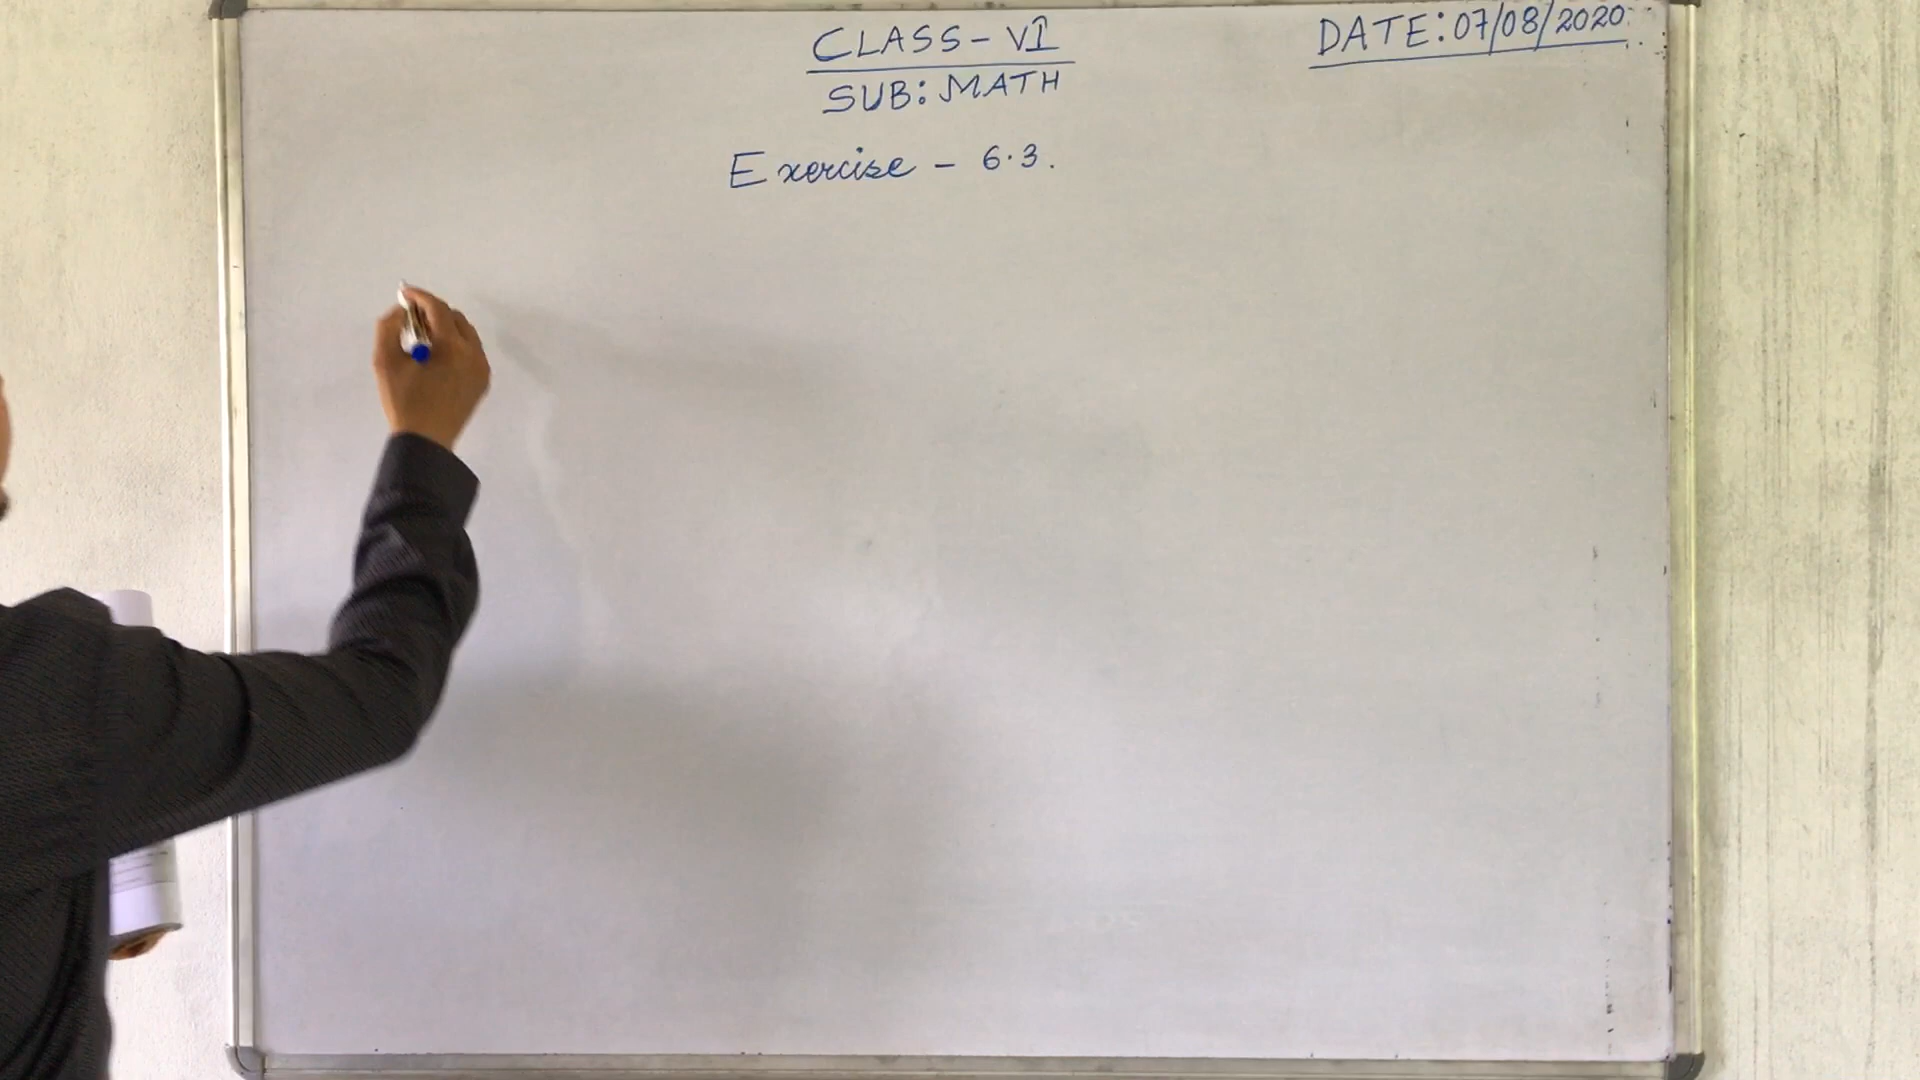 CLASS - VI
SUB: MATH
DATE: 07/08/2020
Exercise - 6.3.